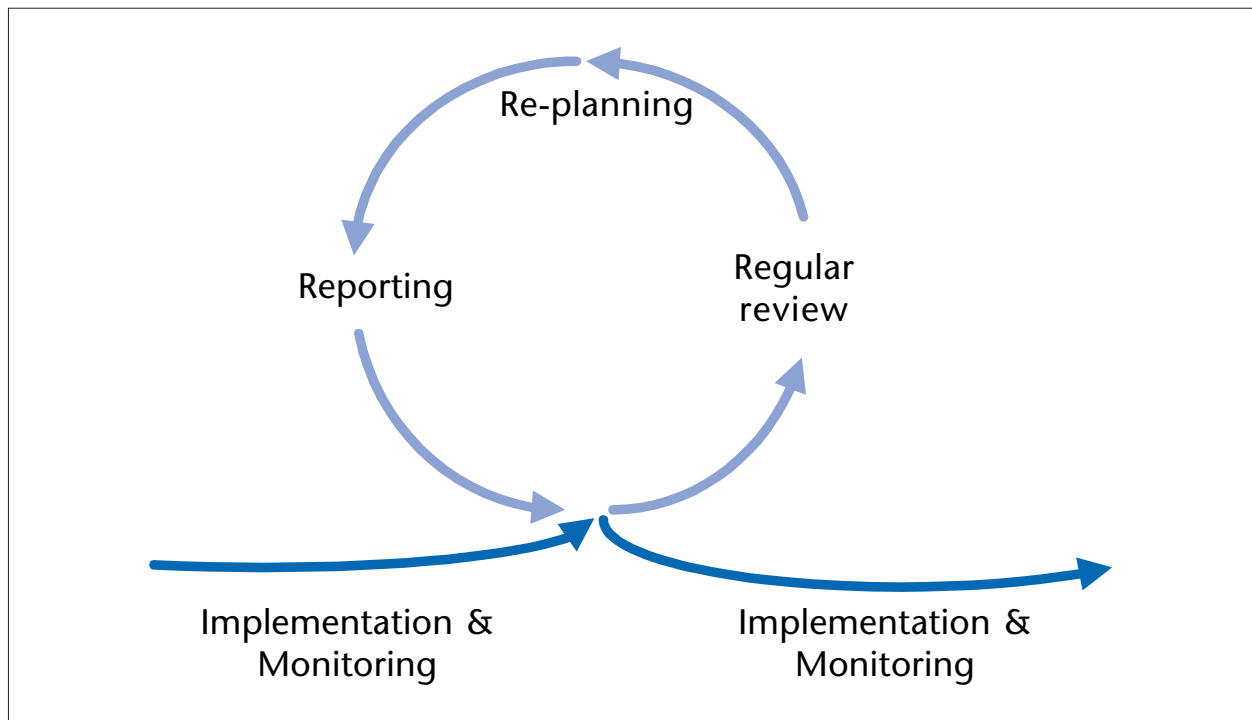 Re-planning
Reporting
Regular
review
Implementation &
Monitoring
Implementation &
Monitoring